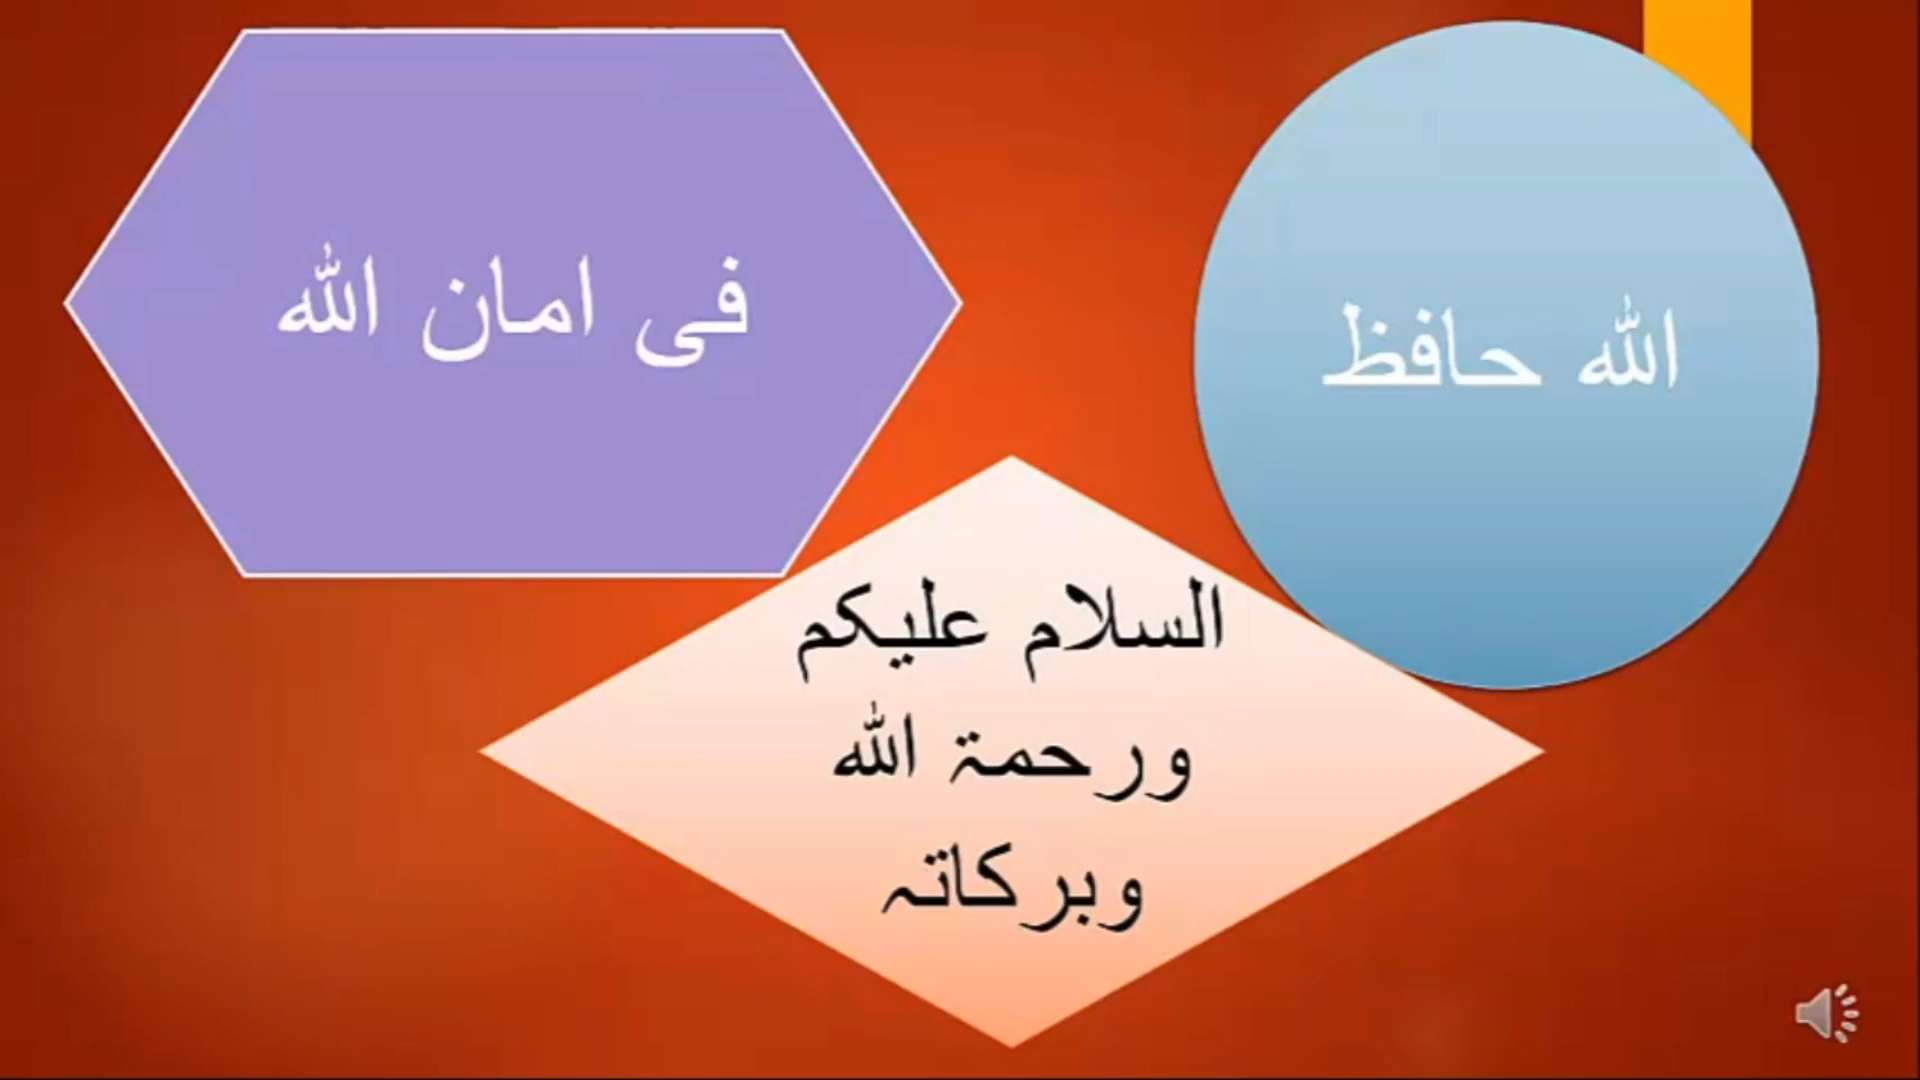 اللہ حافظ
فی امان اللہ
السلام علیکم
ورحمۃ اللہ
وبرکاتہ